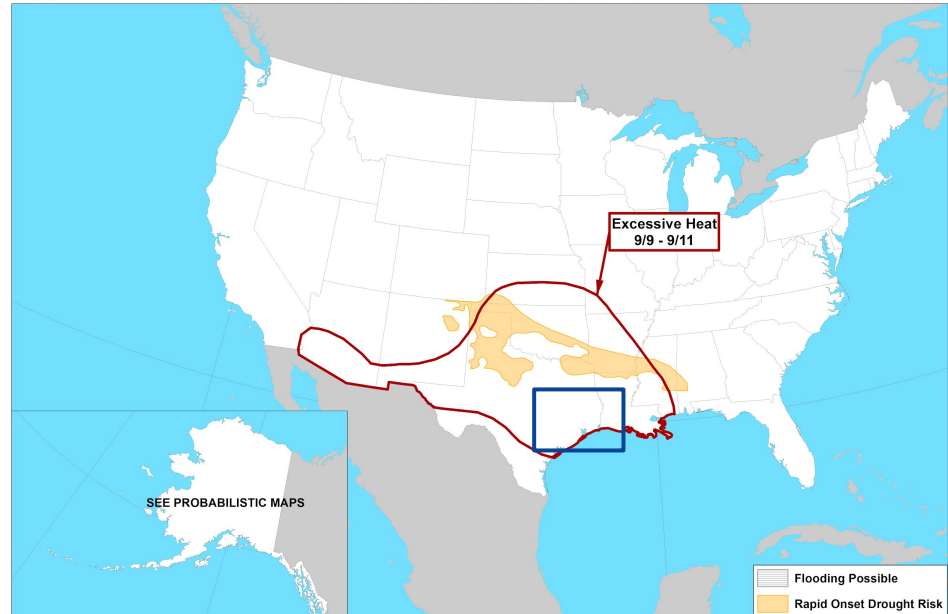 Excessive Heat
9/9 - 9/11
SEE PROBABILISTIC MAPS
Flooding Possible
Rapid Onset Drought Risk